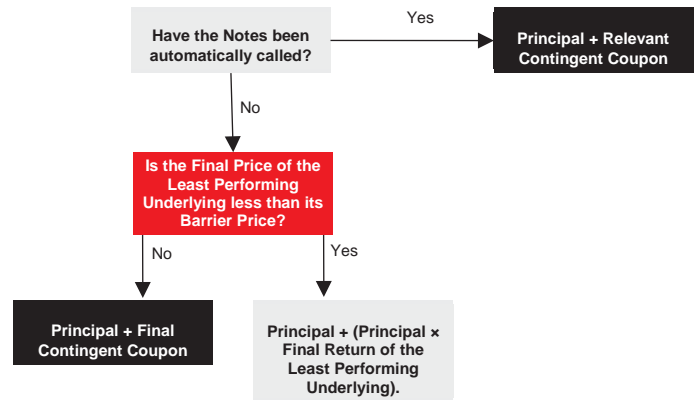 Have the Notes been
automatically called?
Yes
Principal + Relevant
Contingent Coupon
No
Is the Final Price of the
Least Performing
Underlying less than its
Barrier Price?
No
Yes
Principal + Final
Contingent Coupon
Principal + (Principal ×
Final Return of the
Least Performing
Underlying).